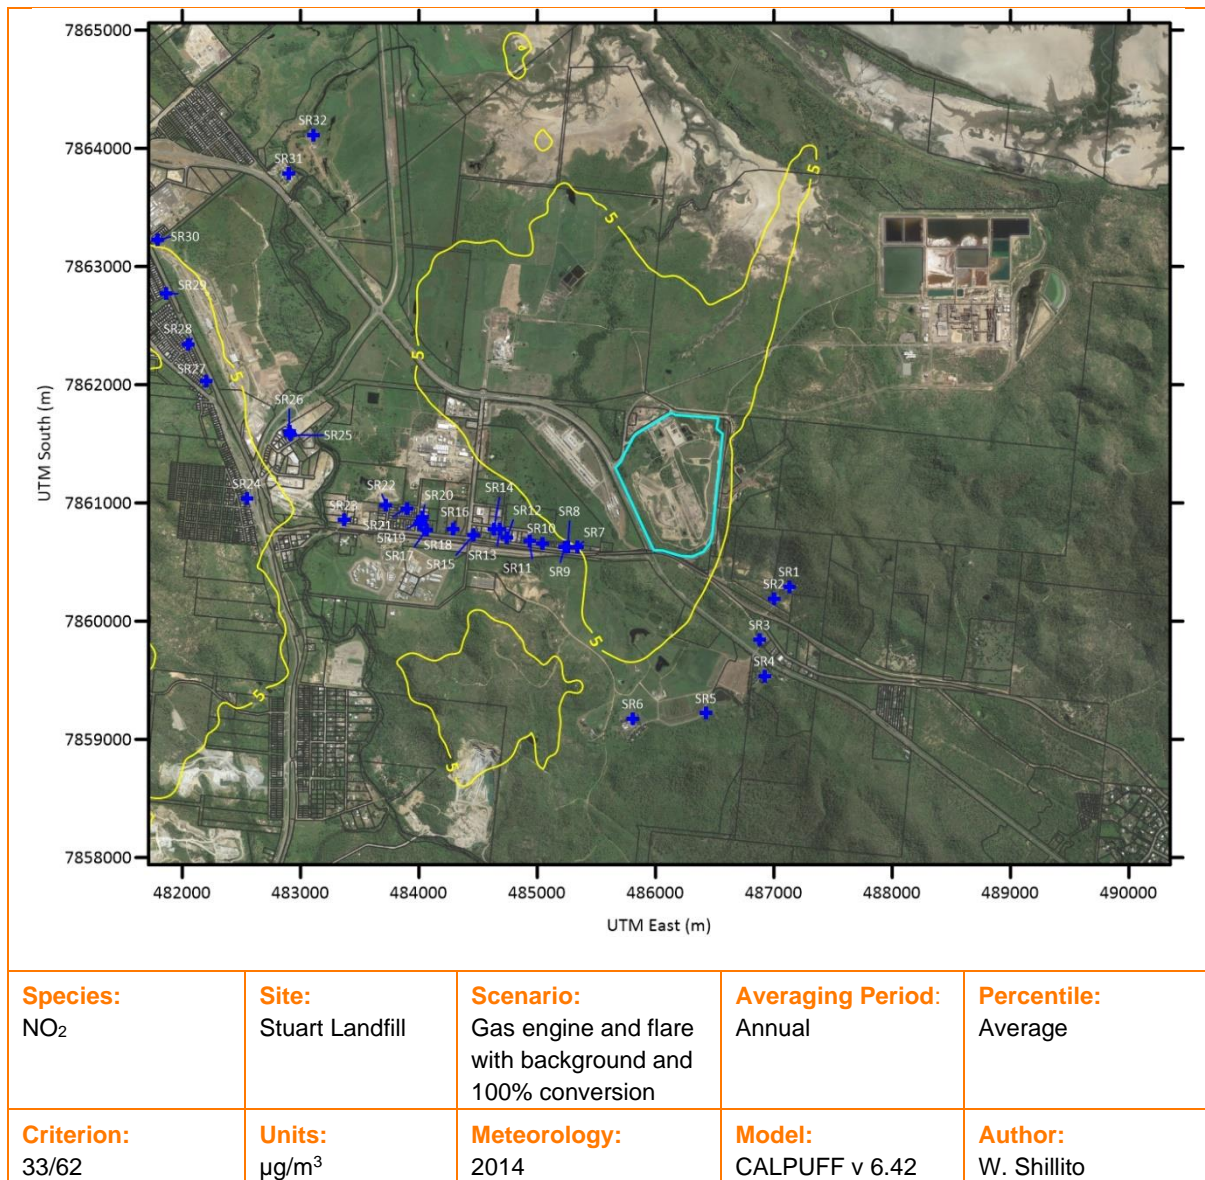 7865000
7864000
7863000
7862000
7861000
7860000
7859000
7858000
UTM South (m)
482000 483000 484000 485000 486000 487000 488000 489000 490000
UTM East (m)
SR32
SR31
SR30
SR29
SR28
SR27
SR26
SR25
SR24
SR23
SR22
SR21
SR20
SR19
SR17
SR18
SR16
SR15
SR14
SR13
SR12
SR11
SR10
SR9
SR8
SR7
SR1
SR2
SR3
SR4
SR5
SR6
5
5
5
5
5
5
5
Species:
NO₂
Site:
Stuart Landfill
Scenario:
Gas engine and flare
with background and
100% conversion
Averaging Period:
Annual
Percentile:
Average
Criterion:
33/62
Units:
µg/m³
Meteorology:
2014
Model:
CALPUFF v 6.42
Author:
W. Shillito